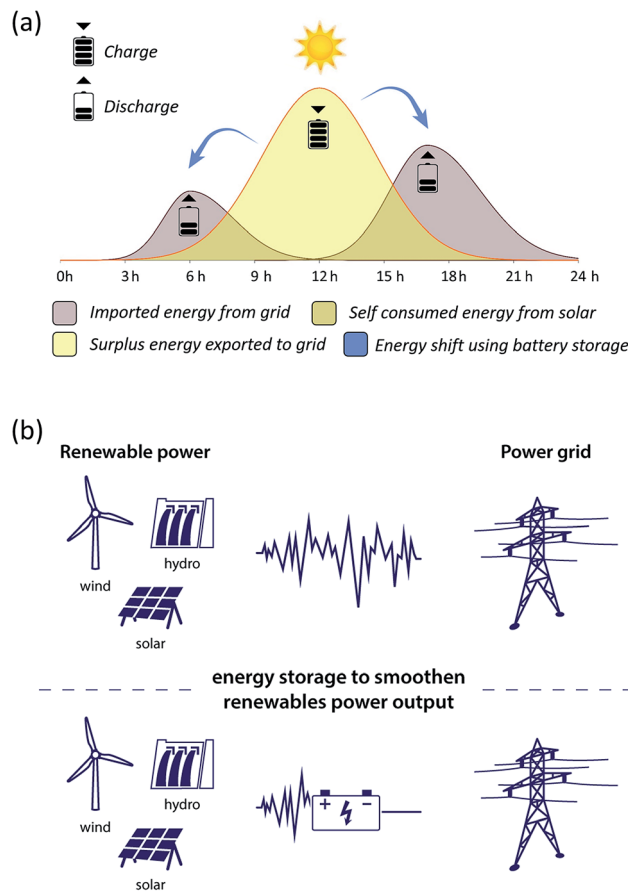 (a)
Charge
Discharge
0h 3 h 6 h 9 h 12 h 15 h 18 h 21 h 24 h
Imported energy from grid
Self consumed energy from solar
Surplus energy exported to grid
Energy shift using battery storage
(b)
Renewable power
Power grid
wind
hydro
solar
energy storage to smoothen
renewables power output
wind
hydro
+ −
solar